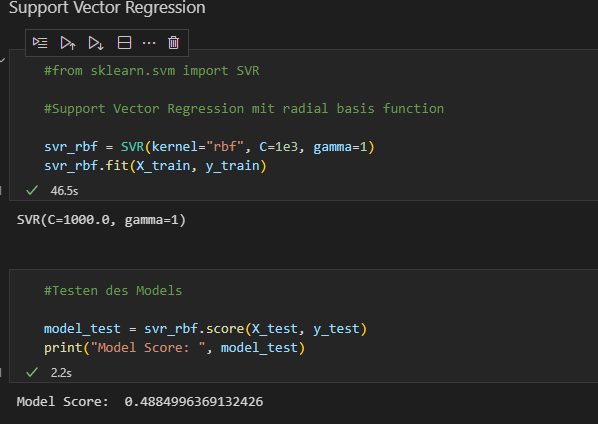 Support Vector Regression
#from sklearn.svm import SVR
#Support Vector Regression mit radial basis function
svr_rbf = SVR(kernel="rbf", C=1e3, gamma=1)
svr_rbf.fit(X_train, y_train)
46.5s
SVR(C=1000.0, gamma=1)
#Testen des Models
model_test = svr_rbf.score(X_test, y_test)
print("Model Score: ", model_test)
2.2s
Model Score:  0.4884996369132426